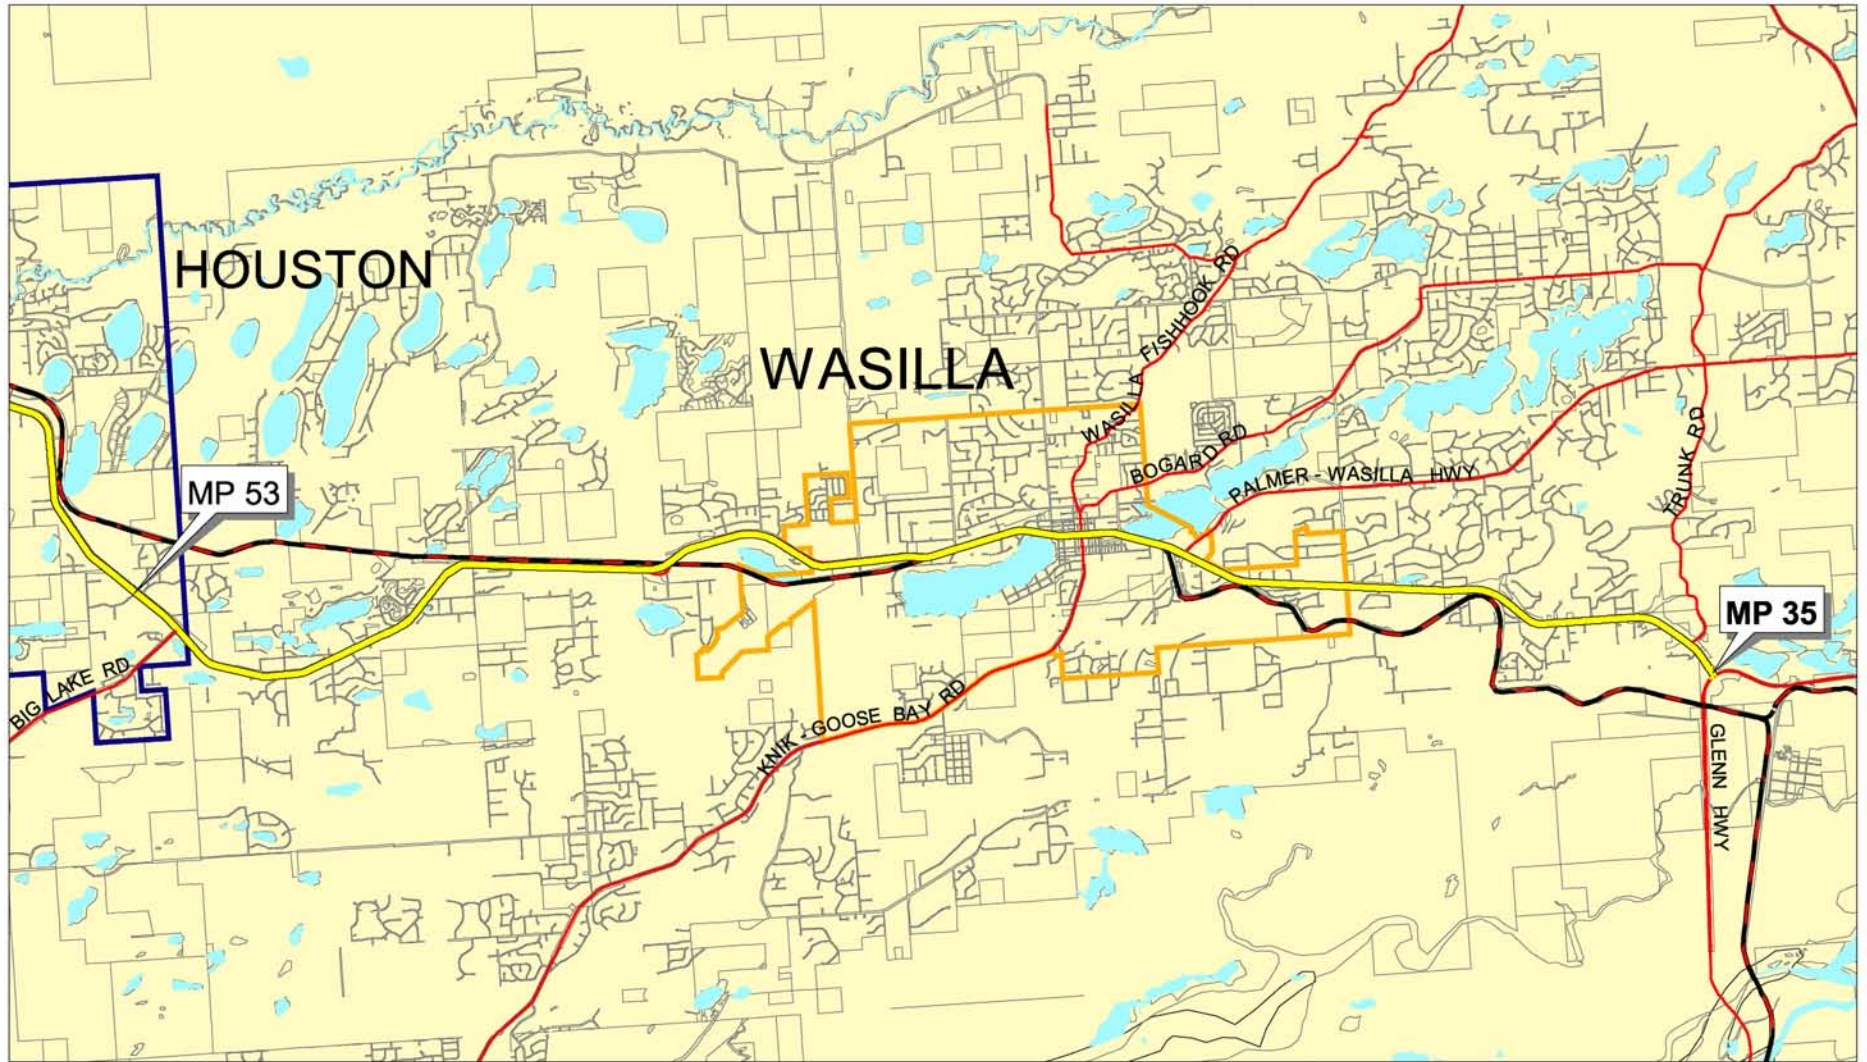 HOUSTON
WASILLA
WASILLA - FISHHOOK RD
BOGARD RD
PALMER - WASILLA HWY
TRUNK RD
MP 53
MP 35
BIG LAKE RD
KNIK - GOOSE BAY RD
GLENN HWY